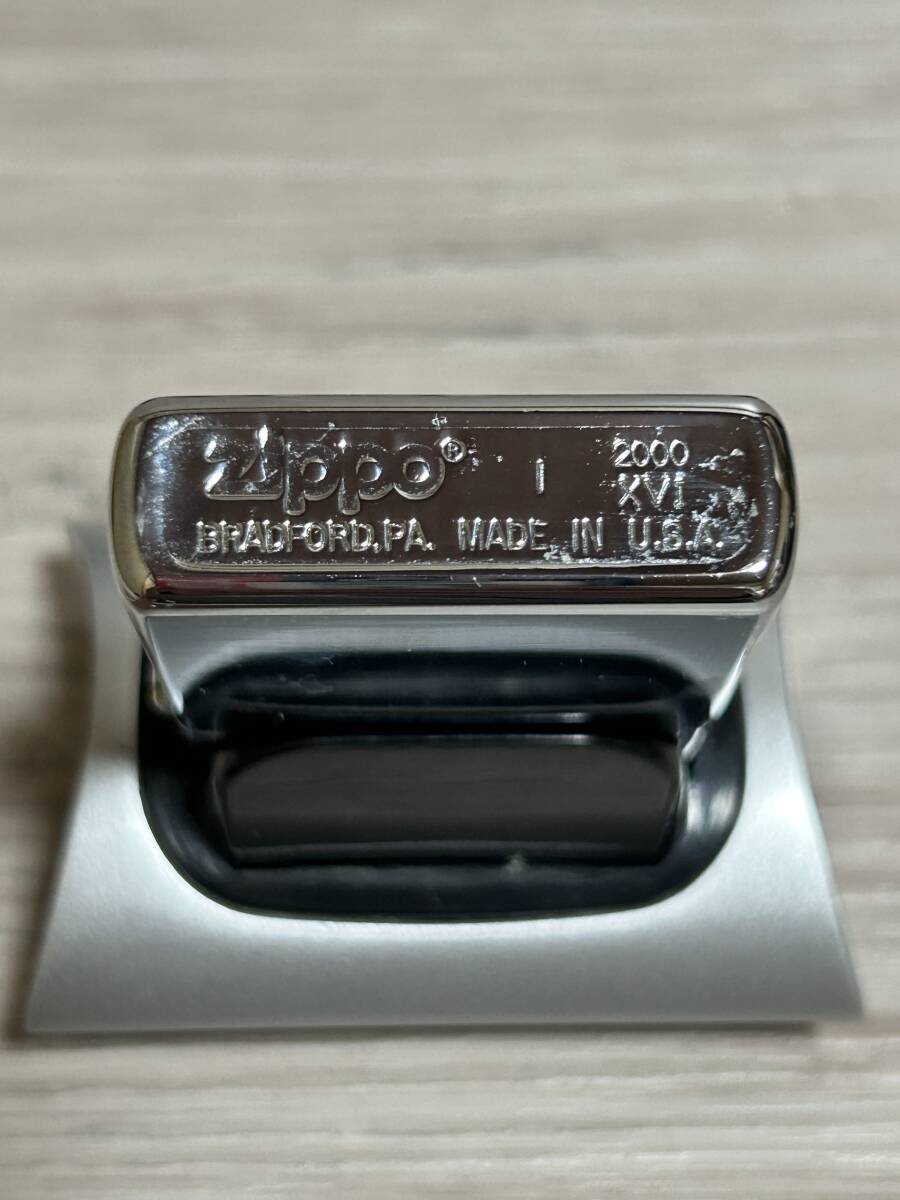 Zippo® I 2000
XVI
BRADFORD,PA. MADE IN U.S.A.